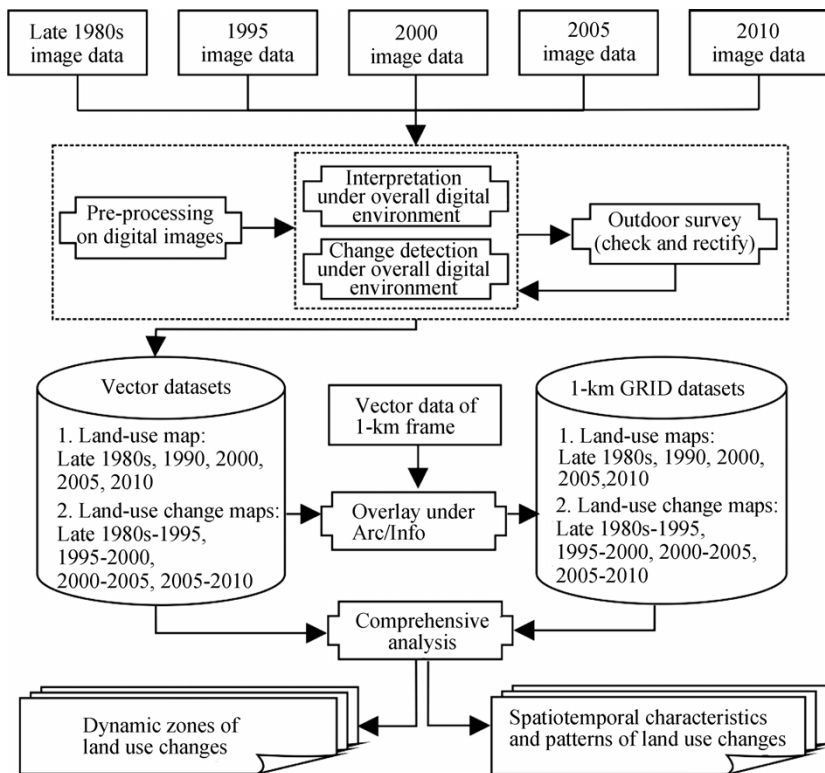 Late 1980s
image data
1995
image data
2000
image data
2005
image data
2010
image data
Pre-processing
on digital images
Interpretation
under overall digital
environment
Change detection
under overall digital
environment
Outdoor survey
(check and rectify)
Vector datasets
1. Land-use map:
Late 1980s, 1990, 2000,
2005, 2010
2. Land-use change maps:
Late 1980s-1995,
1995-2000,
2000-2005, 2005-2010
Vector data of
1-km frame
Overlay under
Arc/Info
1-km GRID datasets
1. Land-use maps:
Late 1980s, 1990, 2000,
2005,2010
2. Land-use change maps:
Late 1980s-1995,
1995-2000, 2000-2005,
2005-2010
Comprehensive
analysis
Dynamic zones of
land use changes
Spatiotemporal characteristics
and patterns of land use changes